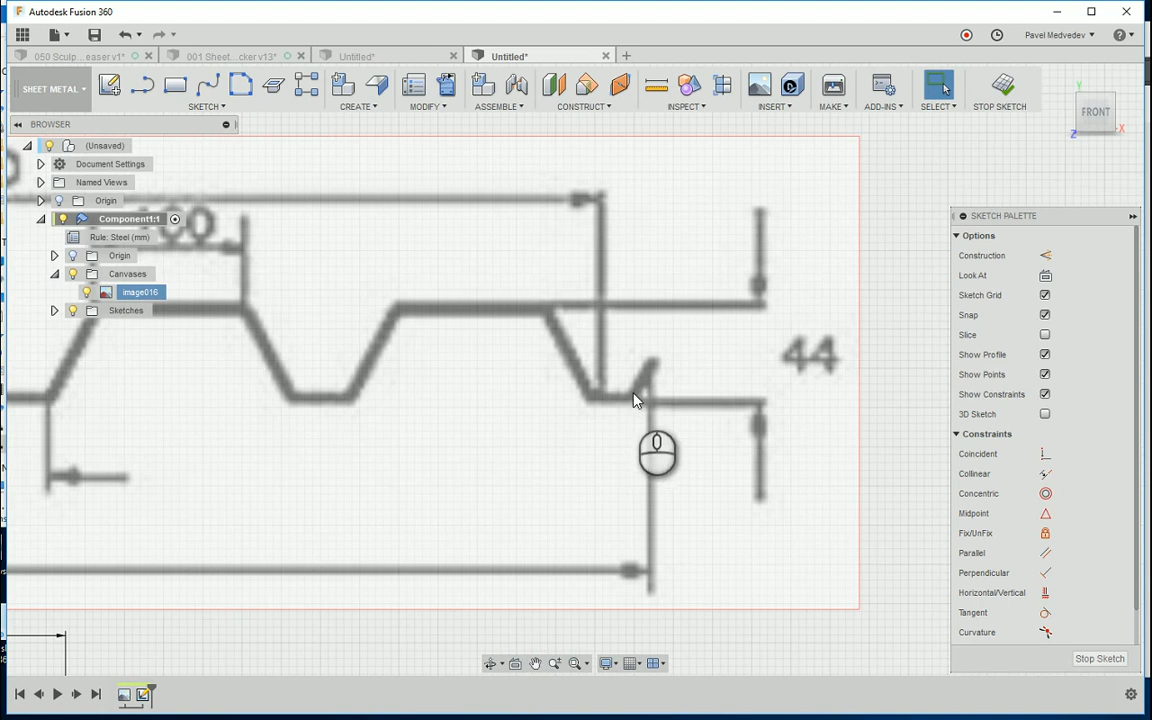 Autodesk Fusion 360
Pavel Medvedev
050 Sculp...easer v1*
001 Sheet...cker v13*
Untitled*
Untitled*
SHEET METAL
SKETCH
CREATE
MODIFY
ASSEMBLE
CONSTRUCT
INSPECT
INSERT
MAKE
ADD-INS
SELECT
STOP SKETCH
BROWSER
FRONT
Y
X
Z
(Unsaved)
Document Settings
Named Views
Origin
Component1:1
Rule: Steel (mm)
Origin
Canvases
image016
Sketches
44
SKETCH PALETTE
Options
Construction
Look At
Sketch Grid
Snap
Slice
Show Profile
Show Points
Show Constraints
3D Sketch
Constraints
Coincident
Collinear
Concentric
Midpoint
Fix/UnFix
Parallel
Perpendicular
Horizontal/Vertical
Tangent
Curvature
Stop Sketch